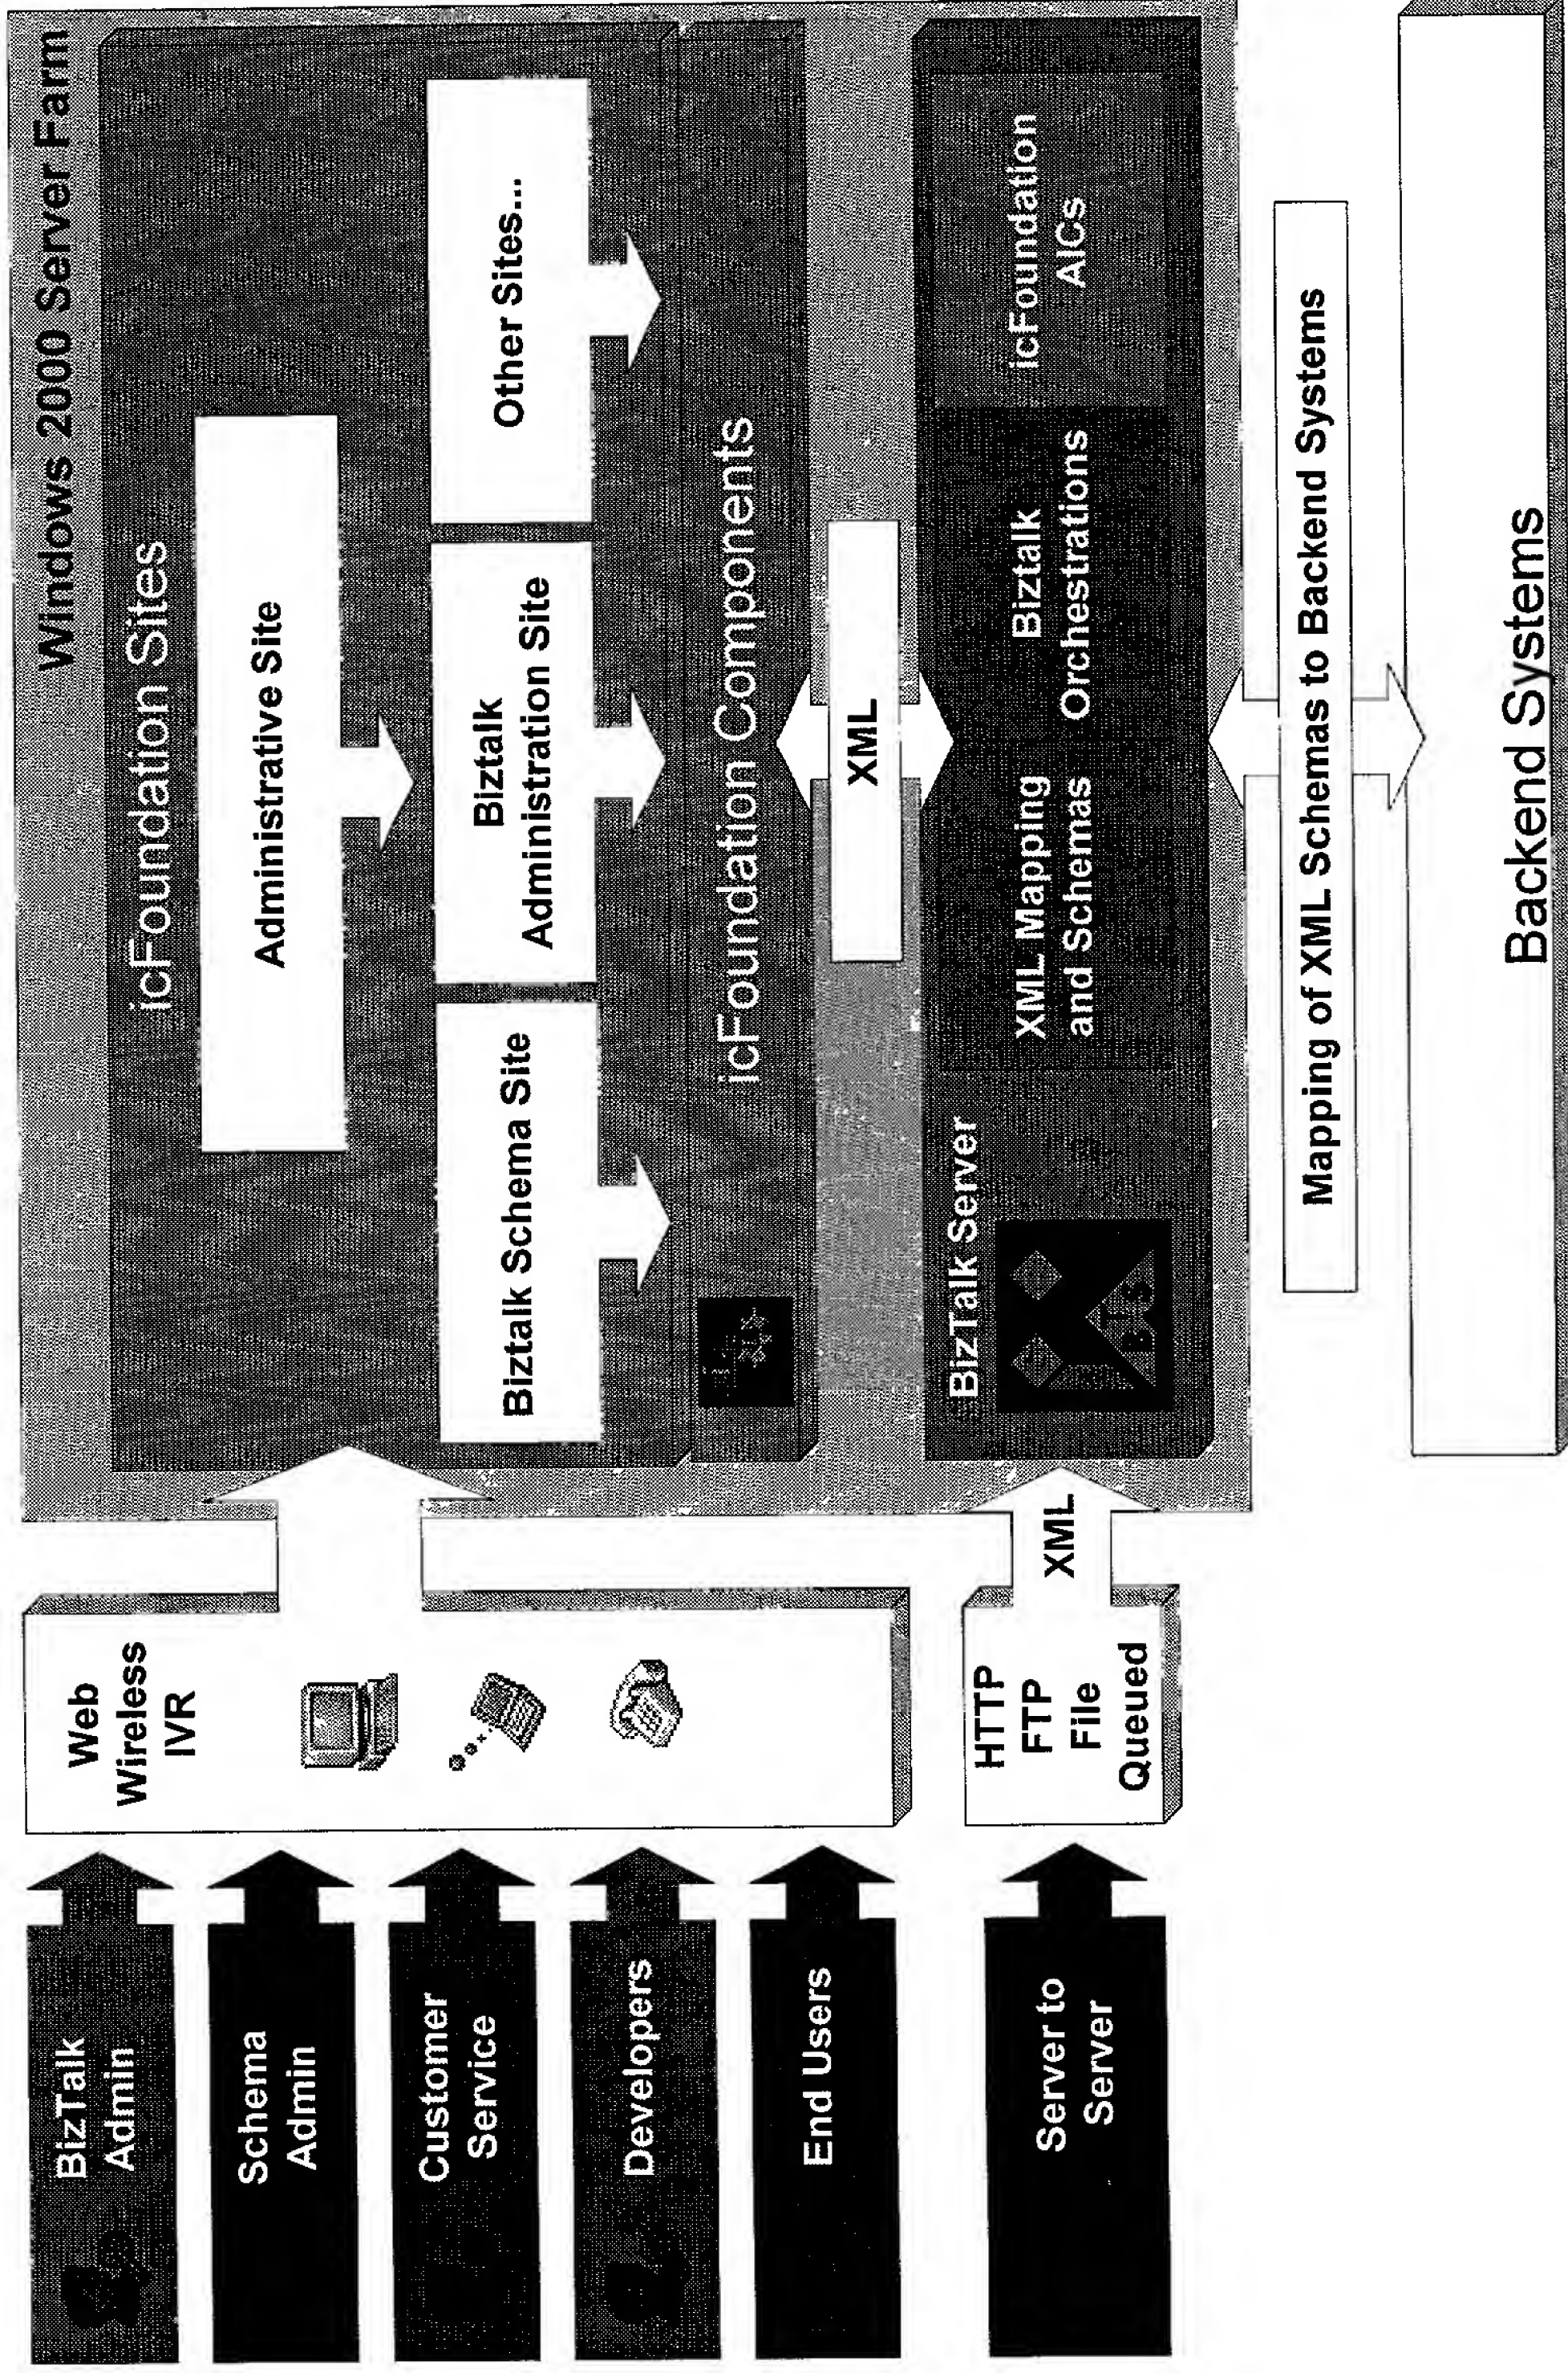 BizTalk
Admin
Schema
Admin
Customer
Service
Developers
End Users
Server to
Server
Web
Wireless
IVR
HTTP
FTP
File
Queued
XML
Windows 2000 Server Farm
icFoundation Sites
Administrative Site
Biztalk Schema Site
Biztalk
Administration Site
Other Sites...
icFoundation Components
XML
BizTalk Server
BTS
XML Mapping
and Schemas
Biztalk
Orchestrations
icFoundation
AICs
Mapping of XML Schemas to Backend Systems
Backend Systems